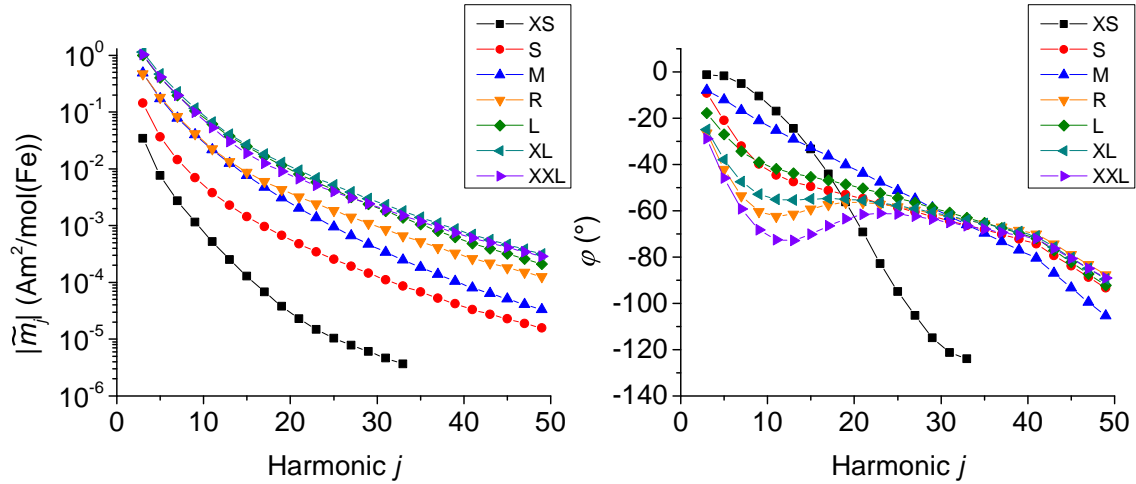 |m̃ⱼ| (Am²/mol(Fe))
10⁰
10⁻¹
10⁻²
10⁻³
10⁻⁴
10⁻⁵
10⁻⁶
0 10 20 30 40 50
Harmonic j
XS
S
M
R
L
XL
XXL
φ (°)
0
-20
-40
-60
-80
-100
-120
-140
0 10 20 30 40 50
Harmonic j
XS
S
M
R
L
XL
XXL